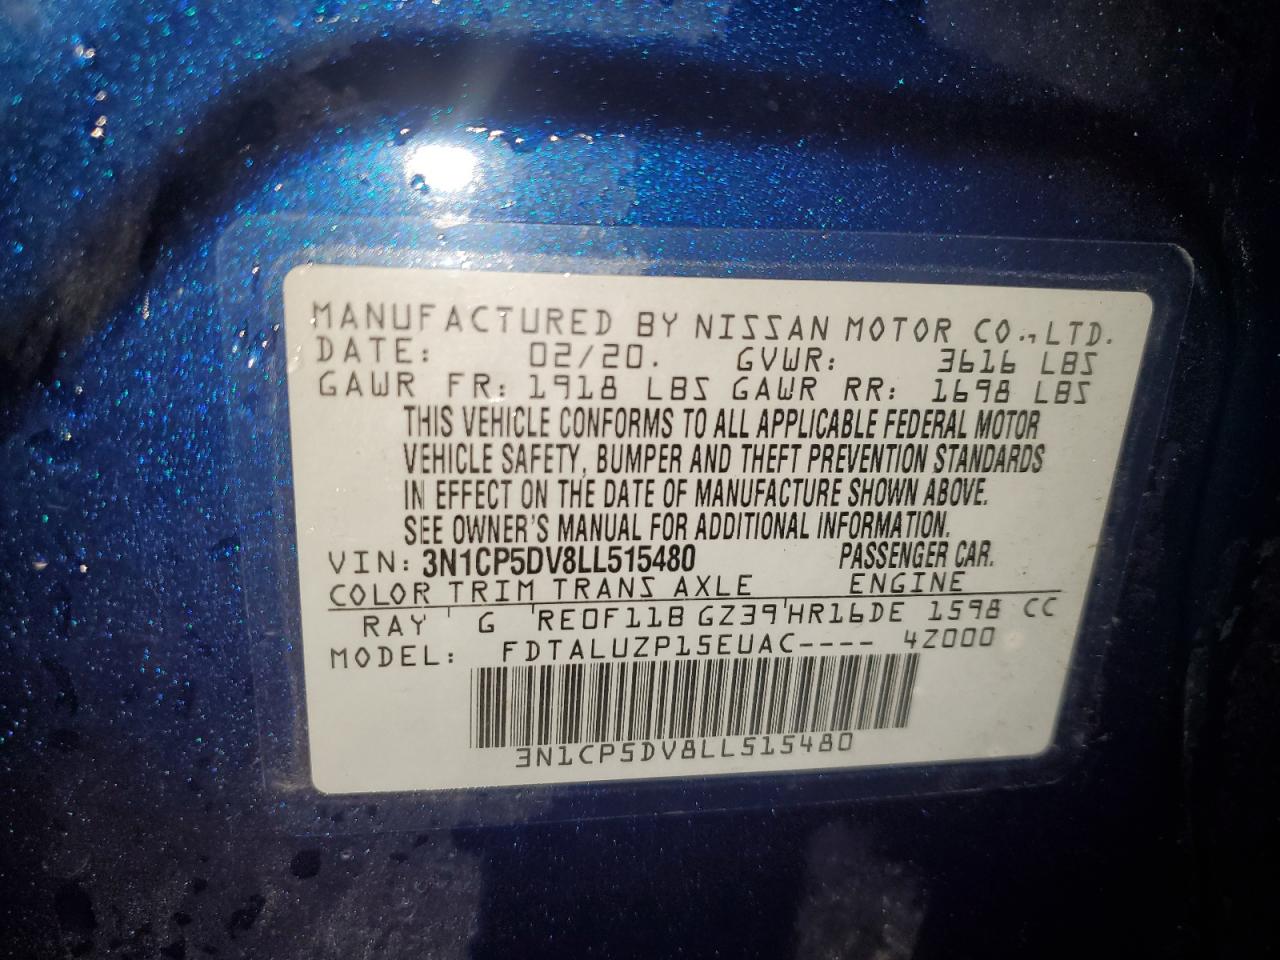 MANUFACTURED BY NISSAN MOTOR CO.,LTD.
DATE: 02/20. GVWR: 3616 LBS
GAWR FR: 1918 LBS GAWR RR: 1698 LBS
THIS VEHICLE CONFORMS TO ALL APPLICABLE FEDERAL MOTOR
VEHICLE SAFETY, BUMPER AND THEFT PREVENTION STANDARDS
IN EFFECT ON THE DATE OF MANUFACTURE SHOWN ABOVE.
SEE OWNER'S MANUAL FOR ADDITIONAL INFORMATION.
VIN: 3N1CP5DV8LL515480 PASSENGER CAR.
COLOR TRIM TRANS AXLE ENGINE
RAY G RE0F11B GZ39 HR16DE 1598 CC
MODEL: FDTALUZP15EUAC---- 4Z000
3N1CP5DV8LL515480